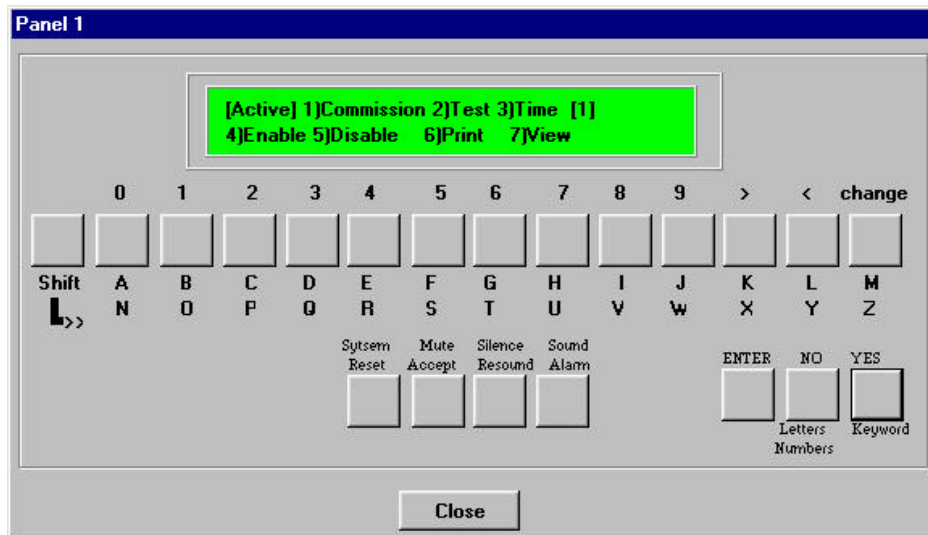 Panel 1
[Active] 1)Commission 2)Test 3)Time [1]
4)Enable 5)Disable 6)Print 7)View
0 1 2 3 4 5 6 7 8 9 > < change
Shift A B C D E F G H I J K L M
L>> N O P Q R S T U V W X Y Z
Sytsem Mute Silence Sound
Reset Accept Resound Alarm
ENTER NO YES
Letters Keyword
Numbers
Close